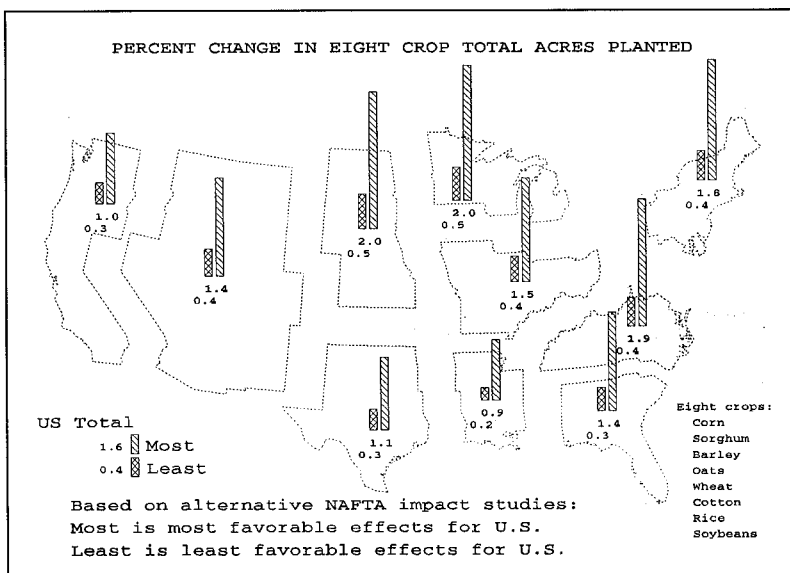 PERCENT CHANGE IN EIGHT CROP TOTAL ACRES PLANTED
1.0
0.3
1.4
0.4
2.0
0.5
2.0
0.5
1.5
0.4
1.8
0.4
1.9
0.4
1.1
0.3
0.9
0.2
1.4
0.3
US Total
1.6 Most
0.4 Least
Eight crops:
Corn
Sorghum
Barley
Oats
Wheat
Cotton
Rice
Soybeans
Based on alternative NAFTA impact studies:
Most is most favorable effects for U.S.
Least is least favorable effects for U.S.